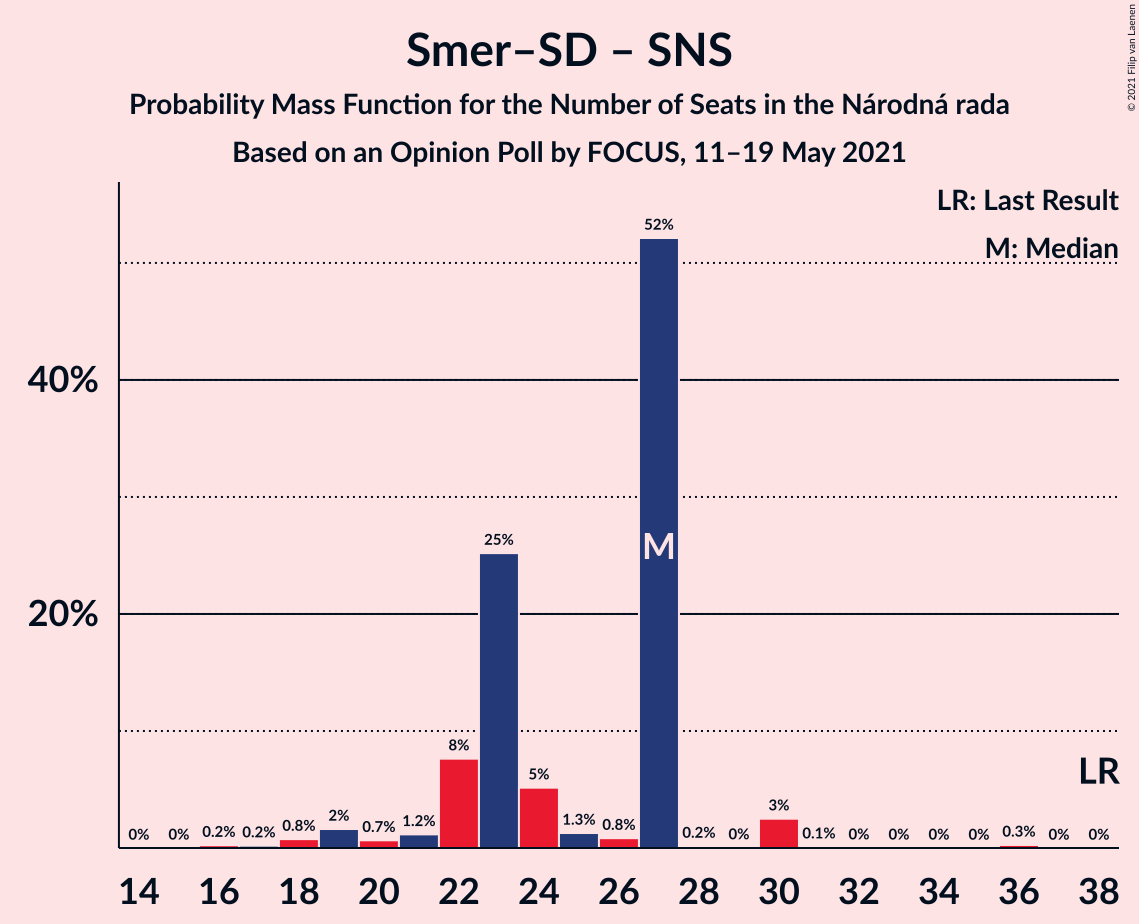 Smer–SD – SNS
Probability Mass Function for the Number of Seats in the Národná rada
Based on an Opinion Poll by FOCUS, 11–19 May 2021
© 2021 Filip van Laenen
LR: Last Result
M: Median
40%
20%
0% 0% 0.2% 0.2% 0.8% 2% 0.7% 1.2% 8% 25% 5% 1.3% 0.8% 52% 0.2% 0% 3% 0.1% 0% 0% 0% 0% 0.3% 0% 0%
M
LR
14 16 18 20 22 24 26 28 30 32 34 36 38